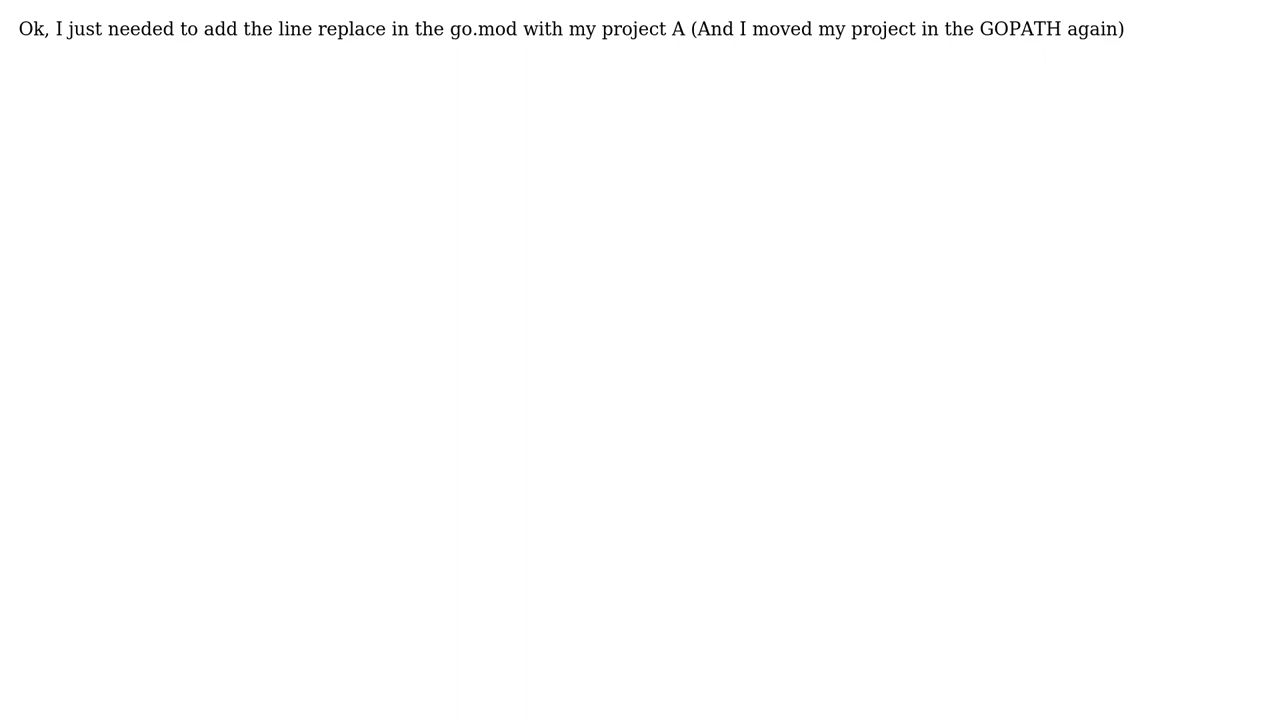 Ok, I just needed to add the line replace in the go.mod with my project A (And I moved my project in the GOPATH again)